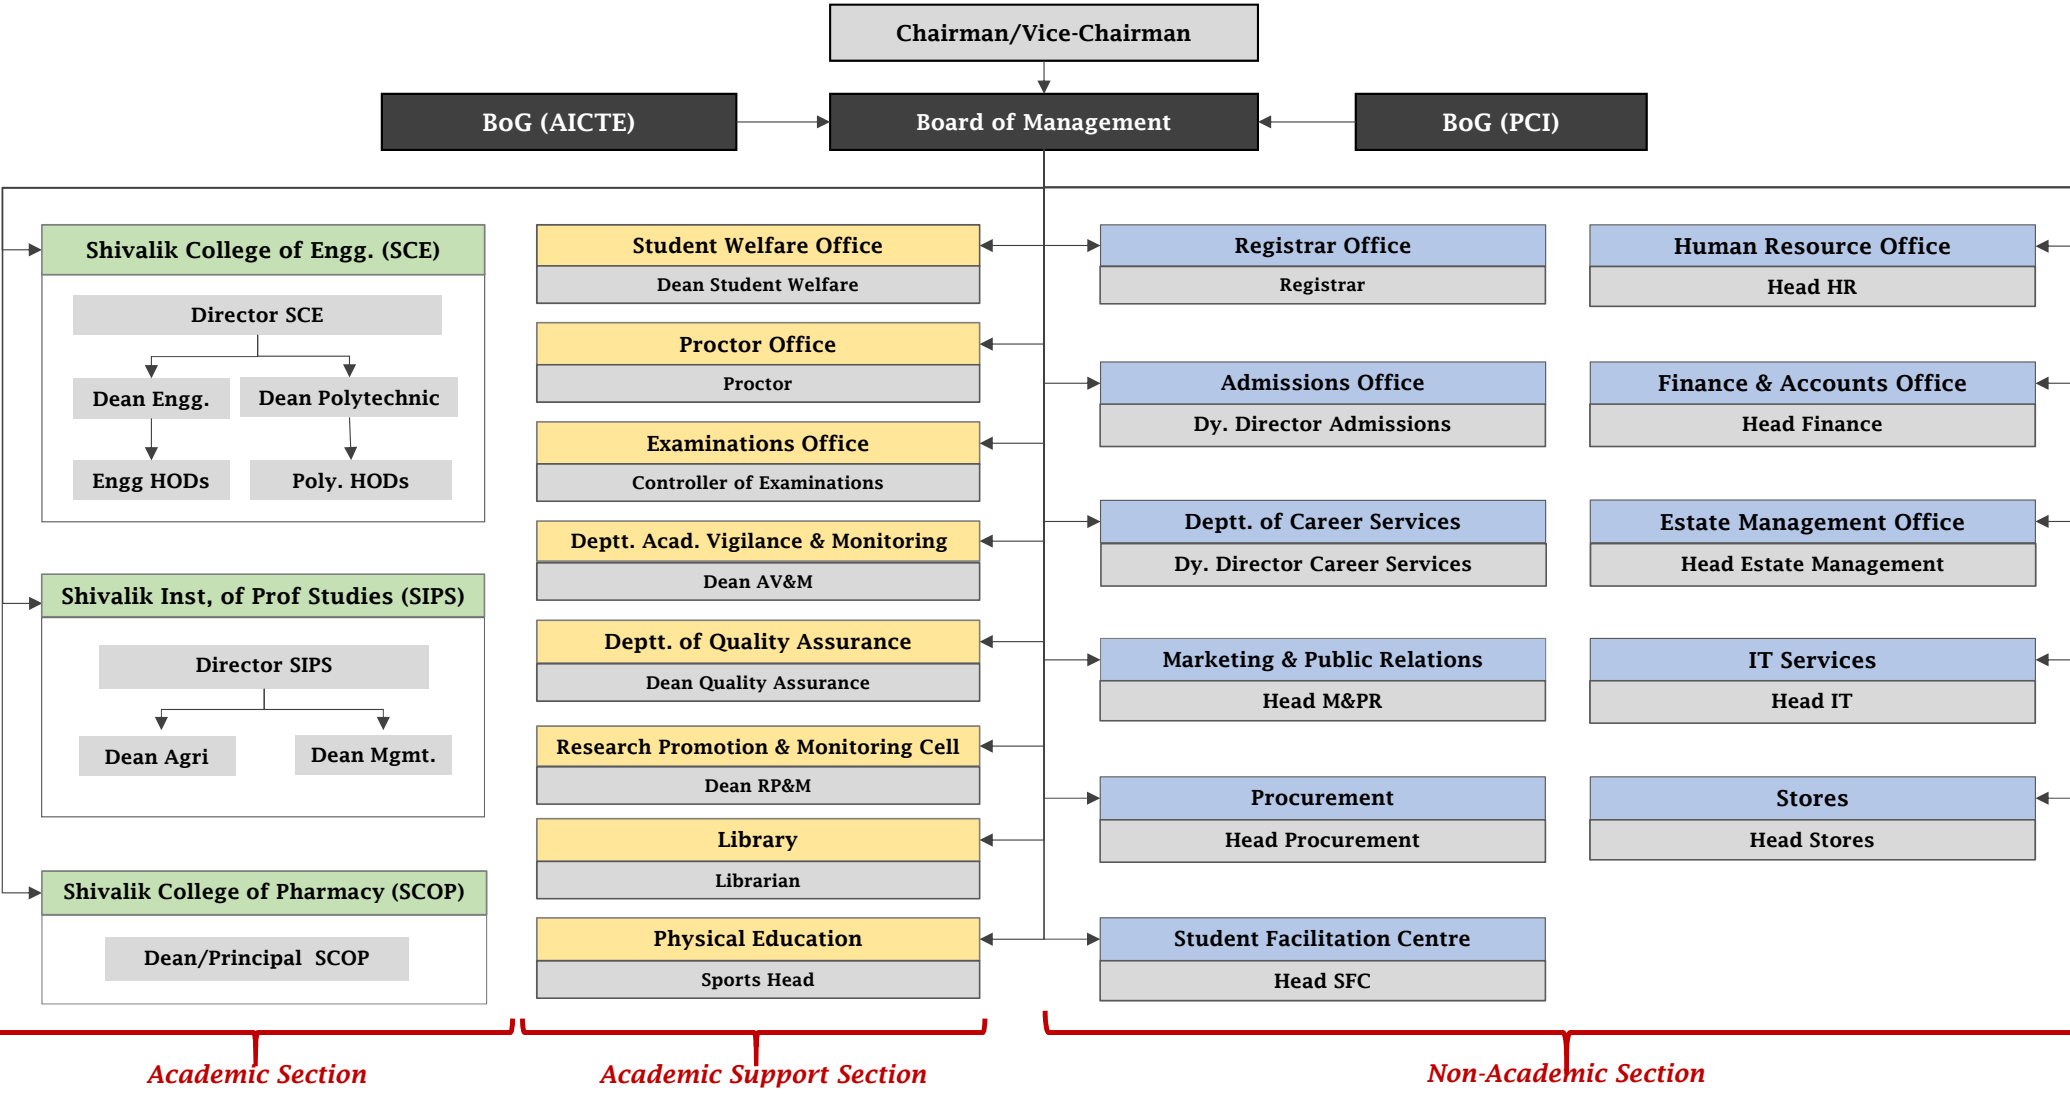 Chairman/Vice-Chairman
BoG (AICTE)
Board of Management
BoG (PCI)
Shivalik College of Engg. (SCE)
Director SCE
Dean Engg.
Dean Polytechnic
Engg HODs
Poly. HODs
Shivalik Inst, of Prof Studies (SIPS)
Director SIPS
Dean Agri
Dean Mgmt.
Shivalik College of Pharmacy (SCOP)
Dean/Principal SCOP
Student Welfare Office
Dean Student Welfare
Proctor Office
Proctor
Examinations Office
Controller of Examinations
Deptt. Acad. Vigilance & Monitoring
Dean AV&M
Deptt. of Quality Assurance
Dean Quality Assurance
Research Promotion & Monitoring Cell
Dean RP&M
Library
Librarian
Physical Education
Sports Head
Registrar Office
Registrar
Admissions Office
Dy. Director Admissions
Deptt. of Career Services
Dy. Director Career Services
Marketing & Public Relations
Head M&PR
Procurement
Head Procurement
Student Facilitation Centre
Head SFC
Human Resource Office
Head HR
Finance & Accounts Office
Head Finance
Estate Management Office
Head Estate Management
IT Services
Head IT
Stores
Head Stores
Academic Section
Academic Support Section
Non-Academic Section